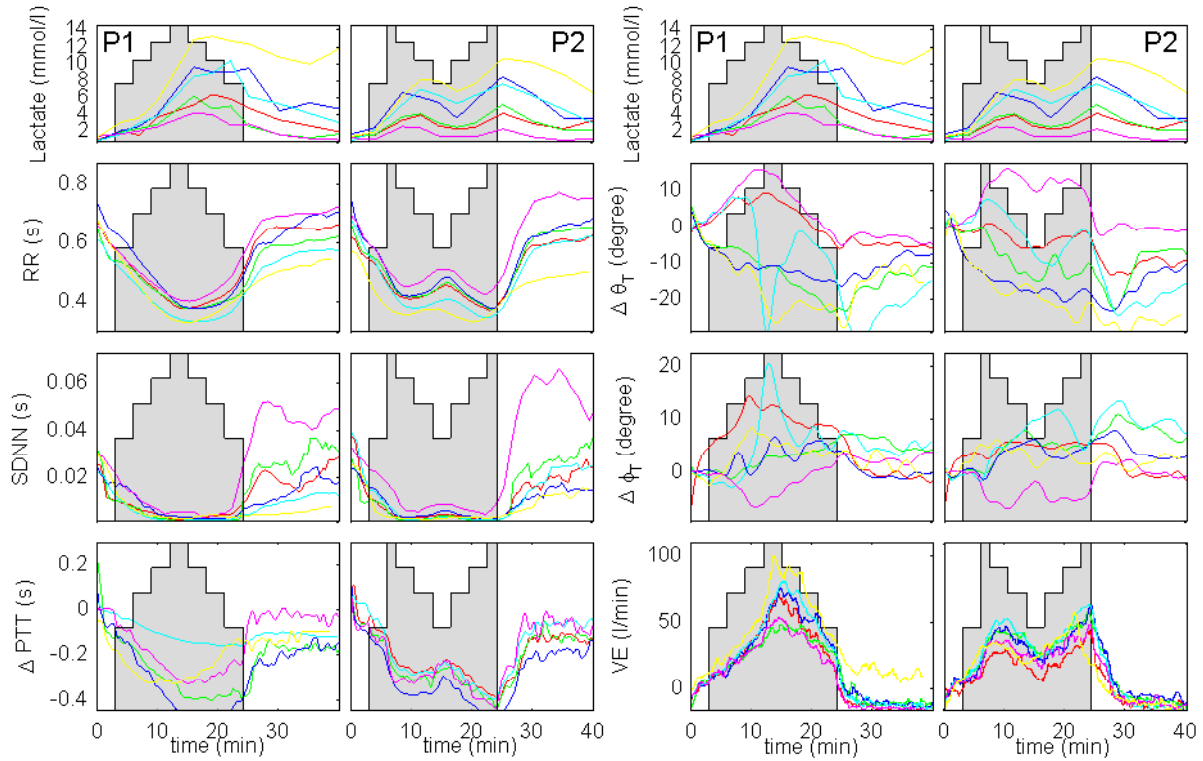 P1 P2 P1 P2
Lactate (mmol/l) 14 12 10 8 6 4 2
Lactate (mmol/l) 14 12 10 8 6 4 2
RR (s) 0.8 0.6 0.4
Δ θT (degree) 10 0 -10 -20
SDNN (s) 0.06 0.04 0.02
Δ ϕT (degree) 20 10 0
Δ PTT (s) 0.2 0 -0.2 -0.4
VE (l/min) 100 50 0
0 10 20 30 0 10 20 30 40 0 10 20 30 0 10 20 30 40
time (min) time (min) time (min) time (min)